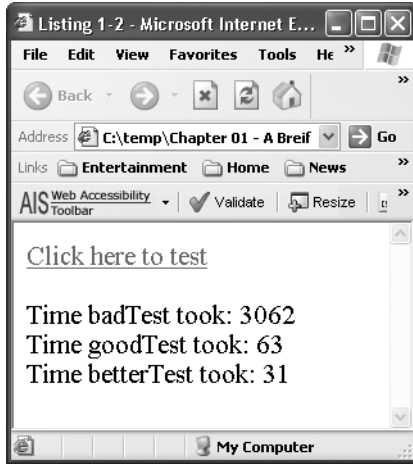 Listing 1-2 - Microsoft Internet E...
File Edit View Favorites Tools He »
Back »
Address C:\temp\Chapter 01 - A Breif Go
Links Entertainment Home News »
AIS Web Accessibility Toolbar Validate Resize »
Click here to test
Time badTest took: 3062
Time goodTest took: 63
Time betterTest took: 31
My Computer